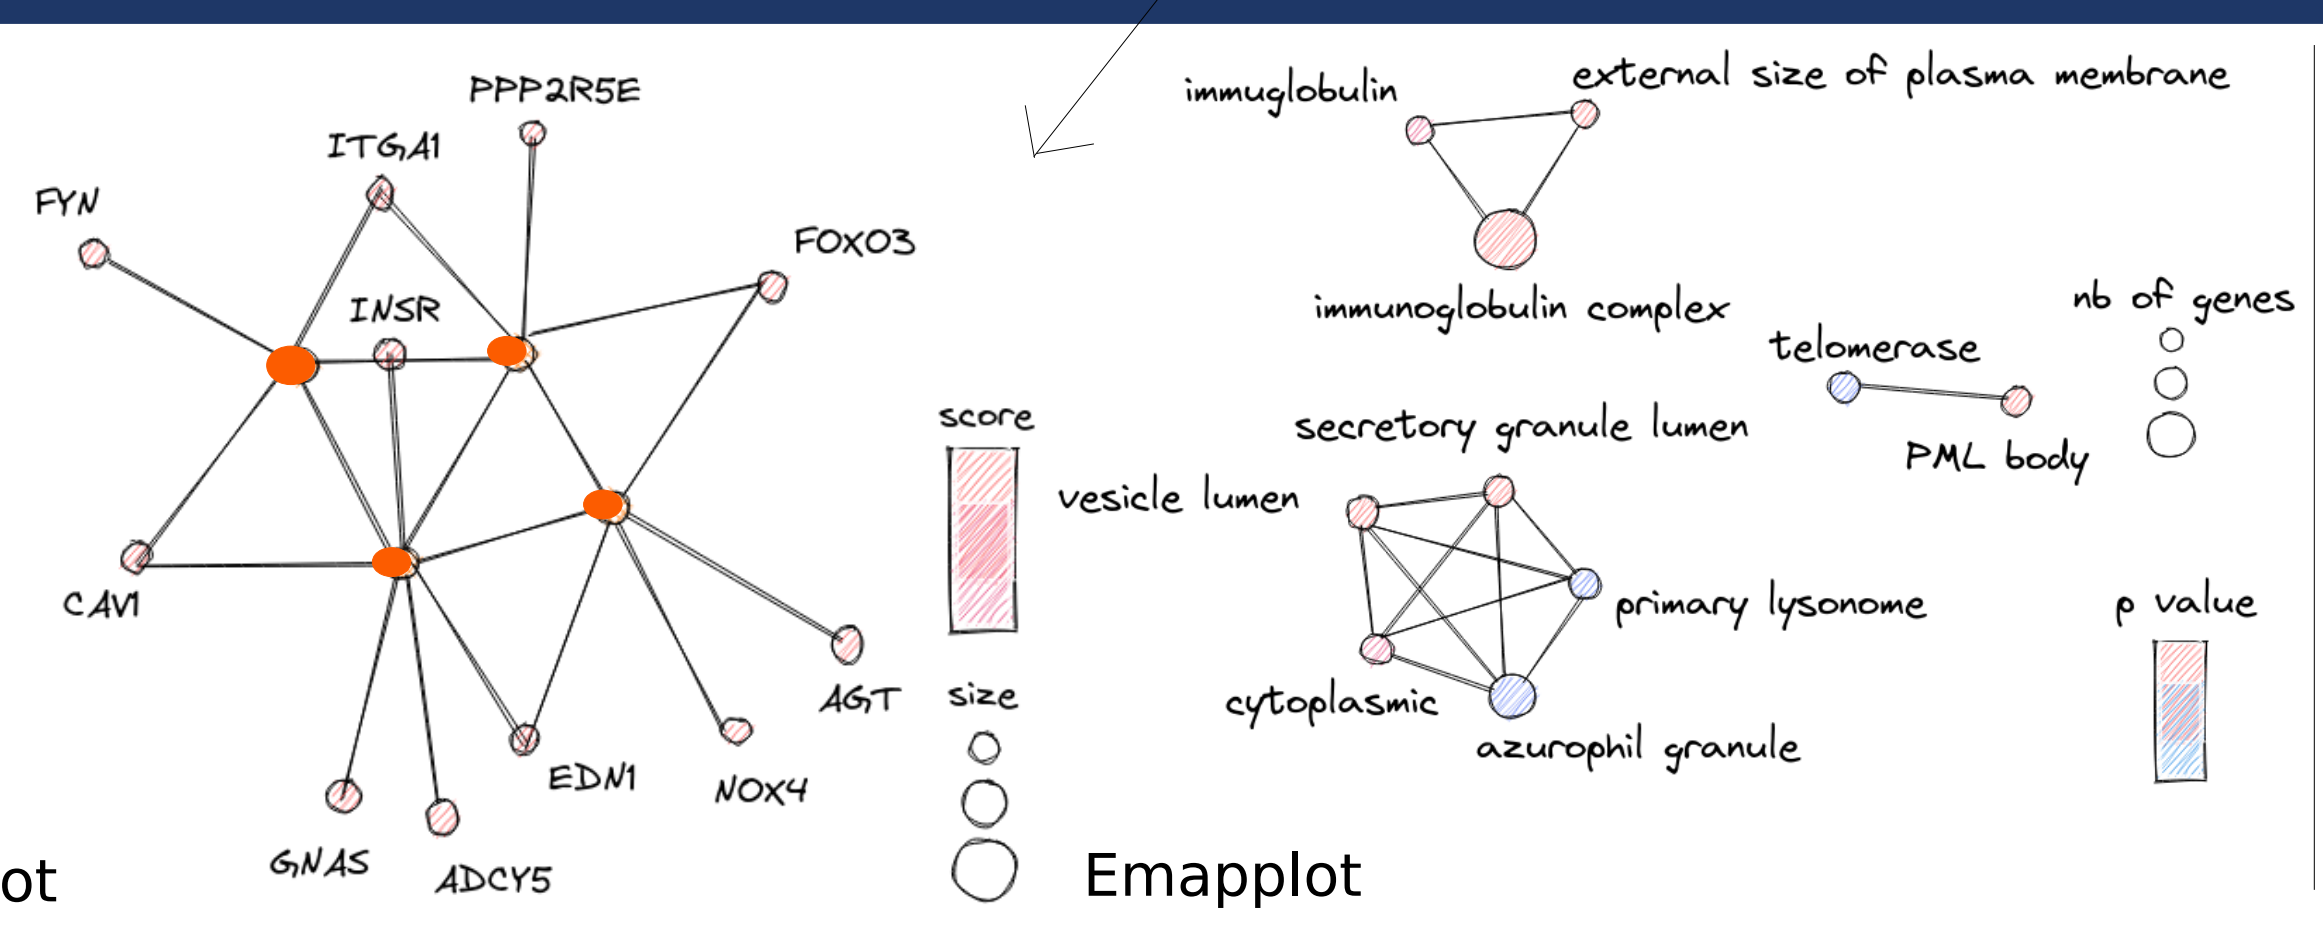 PPP2R5E
ITGA1
FYN
FOXO3
INSR
CAV1
AGT
EDN1
NOX4
GNAS
ADCY5
score
size
ot
immuglobulin
external size of plasma membrane
immunoglobulin complex
telomerase
PML body
nb of genes
secretory granule lumen
vesicle lumen
primary lysonome
cytoplasmic
azurophil granule
p value
Emapplot